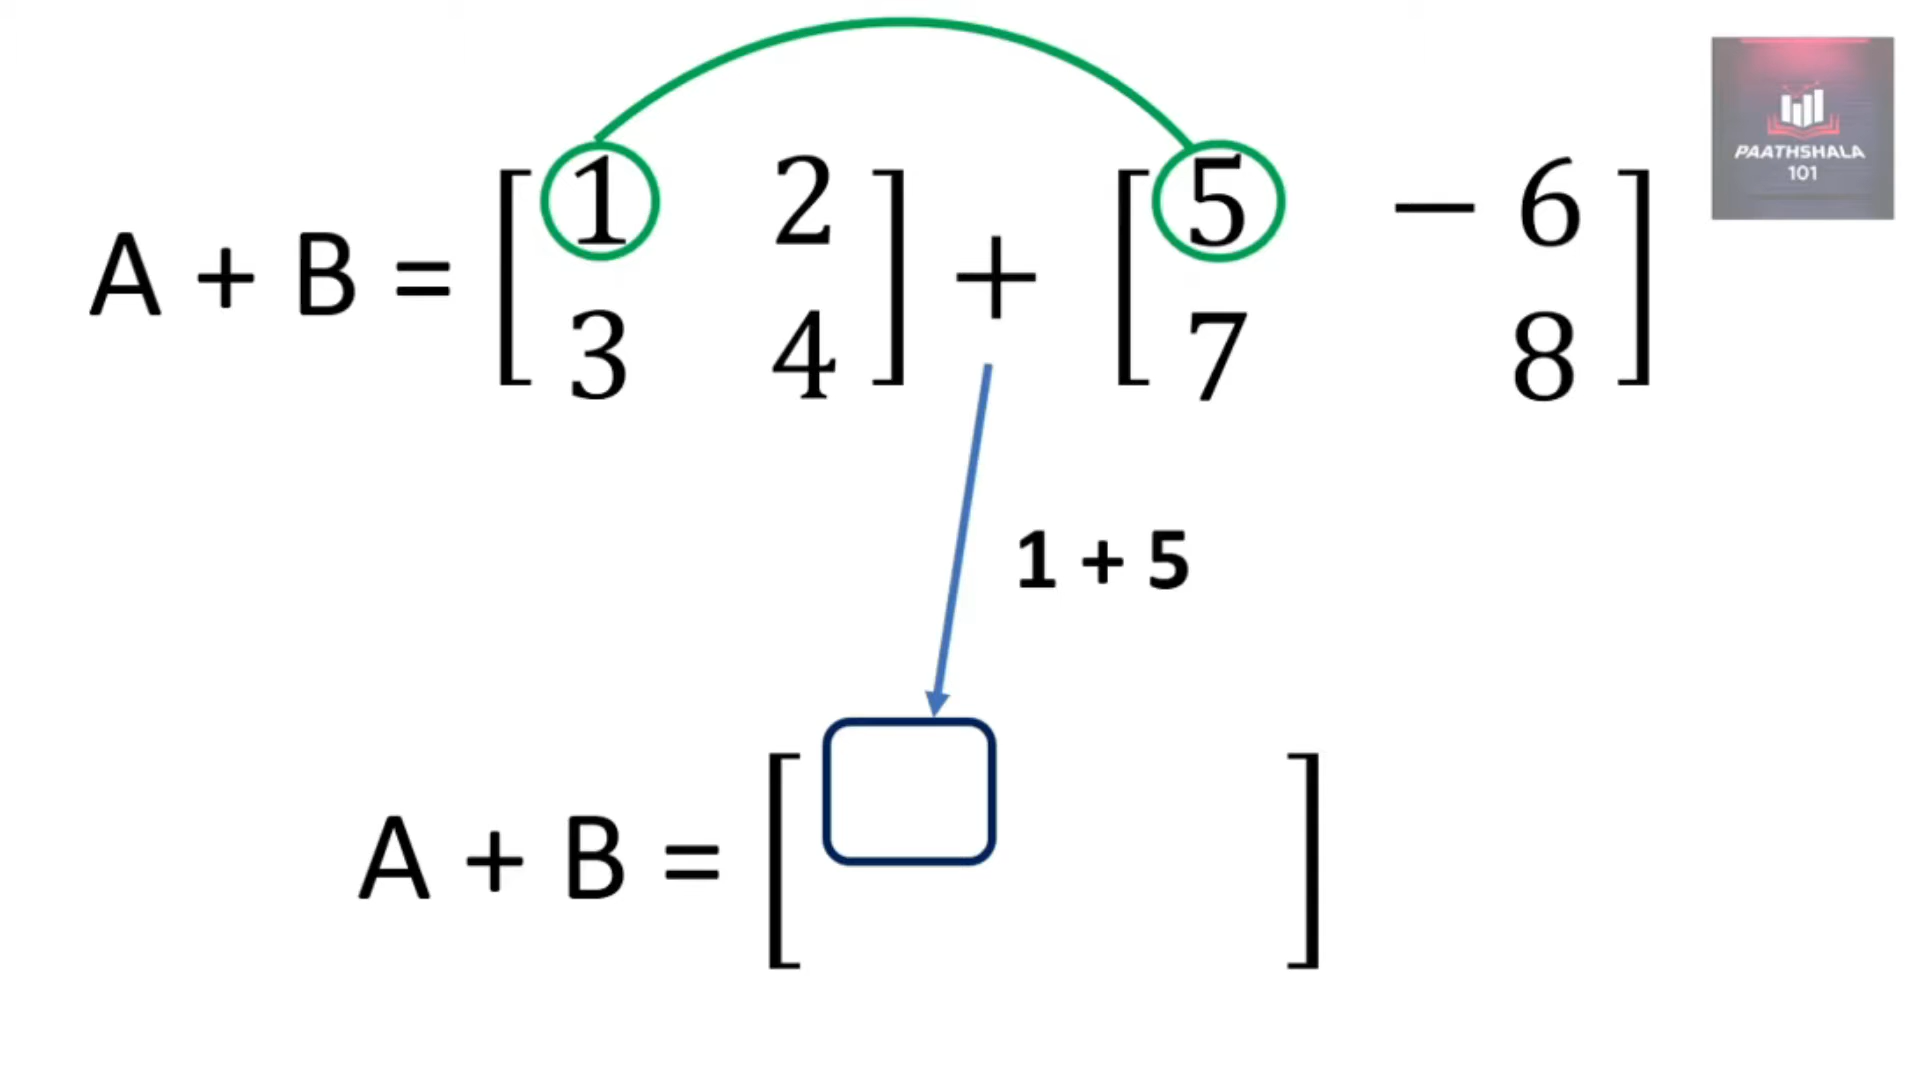 A + B = [ 1 2 ] + [ 5 − 6 ]
3 4 7 8
1 + 5
A + B = [ ]
PAATHSHALA
101